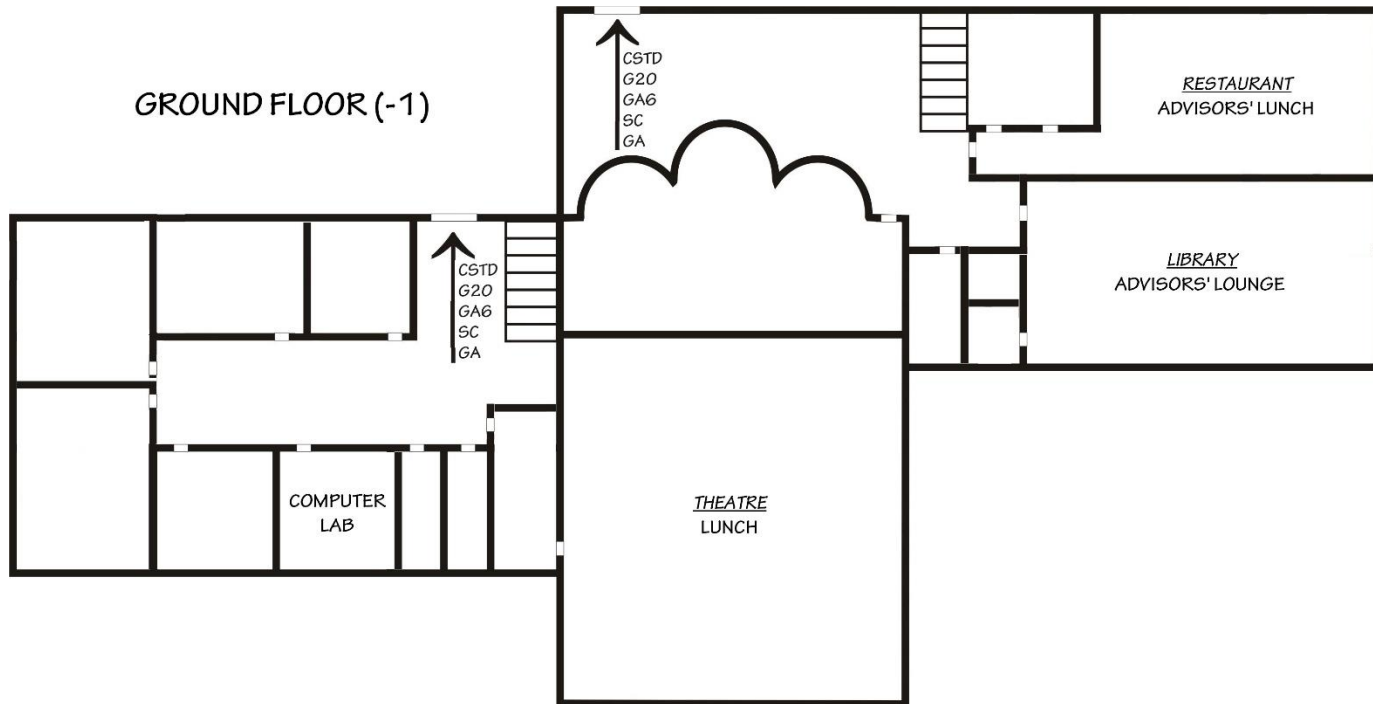 GROUND FLOOR (-1)
CSTD
G20
GA6
SC
GA
RESTAURANT
ADVISORS' LUNCH
CSTD
G20
GA6
SC
GA
LIBRARY
ADVISORS' LOUNGE
COMPUTER
LAB
THEATRE
LUNCH